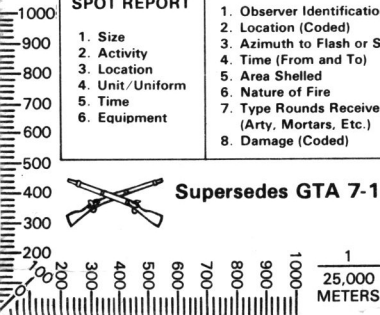 SPOT REPORT
1. Size
2. Activity
3. Location
4. Unit/Uniform
5. Time
6. Equipment
1. Observer Identificatio
2. Location (Coded)
3. Azimuth to Flash or S
4. Time (From and To)
5. Area Shelled
6. Nature of Fire
7. Type Rounds Receive
(Arty, Mortars, Etc.)
8. Damage (Coded)
Supersedes GTA 7-1
1000
900
800
700
600
500
400
300
200
100
200
300
400
500
600
700
800
900
1000
1
25,000
METERS